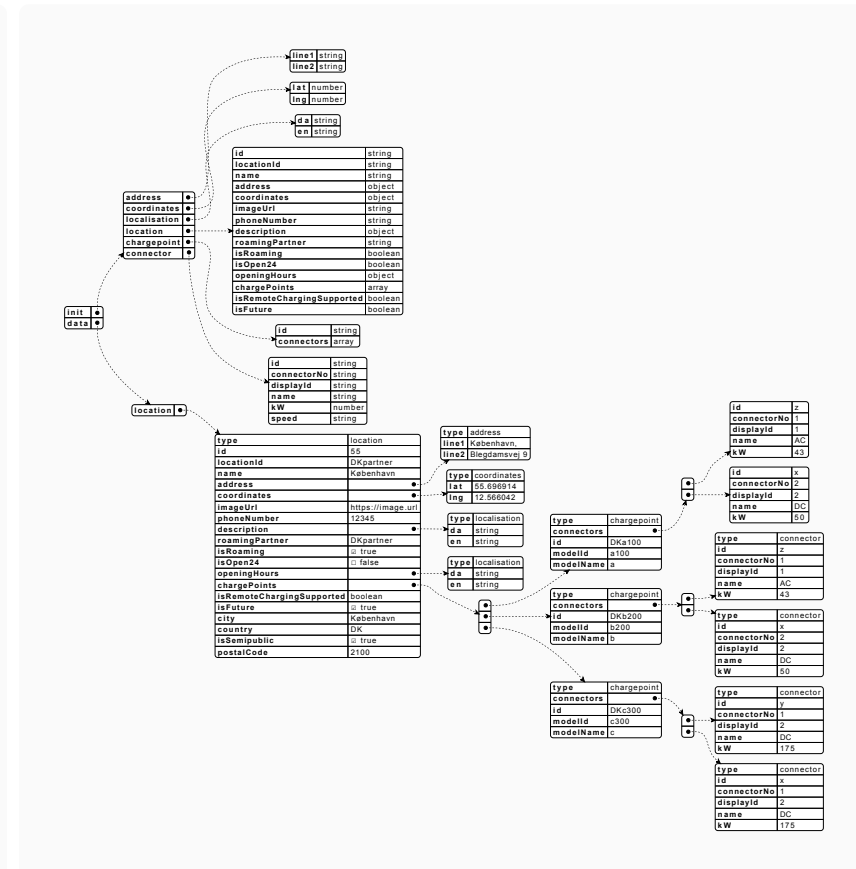 line1 string
line2 string
lat number
lng number
da string
en string
id string
locationId string
name string
address object
coordinates object
imageUrl string
phoneNumber string
description object
roamingPartner string
isRoaming boolean
isOpen24 boolean
openingHours object
chargePoints array
isRemoteChargingSupported boolean
isFuture boolean
address
coordinates
localisation
location
chargepoint
connector
init
data
id string
connectors array
id string
connectorNo string
displayId string
name string
kW number
speed string
location
type location
id 55
locationId DKpartner
name København
address
coordinates
imageUrl https://image.url
phoneNumber 12345
description
roamingPartner DKpartner
isRoaming ☑ true
isOpen24 ☐ false
openingHours
chargePoints
isRemoteChargingSupported boolean
isFuture ☑ true
city København
country DK
isSemipublic ☑ true
postalCode 2100
type address
line1 København,
line2 Blegdamsvej 9
type coordinates
lat 55.696914
lng 12.566042
type localisation
da string
en string
type localisation
da string
en string
type chargepoint
connectors
id DKa100
modelId a100
modelName a
type chargepoint
connectors
id DKb200
modelId b200
modelName b
type chargepoint
connectors
id DKc300
modelId c300
modelName c
id z
connectorNo 1
displayId 1
name AC
kW 43
id x
connectorNo 2
displayId 2
name DC
kW 50
type connector
id z
connectorNo 1
displayId 1
name AC
kW 43
type connector
id x
connectorNo 2
displayId 2
name DC
kW 50
type connector
id y
connectorNo 1
displayId 2
name DC
kW 175
type connector
id x
connectorNo 1
displayId 2
name DC
kW 175